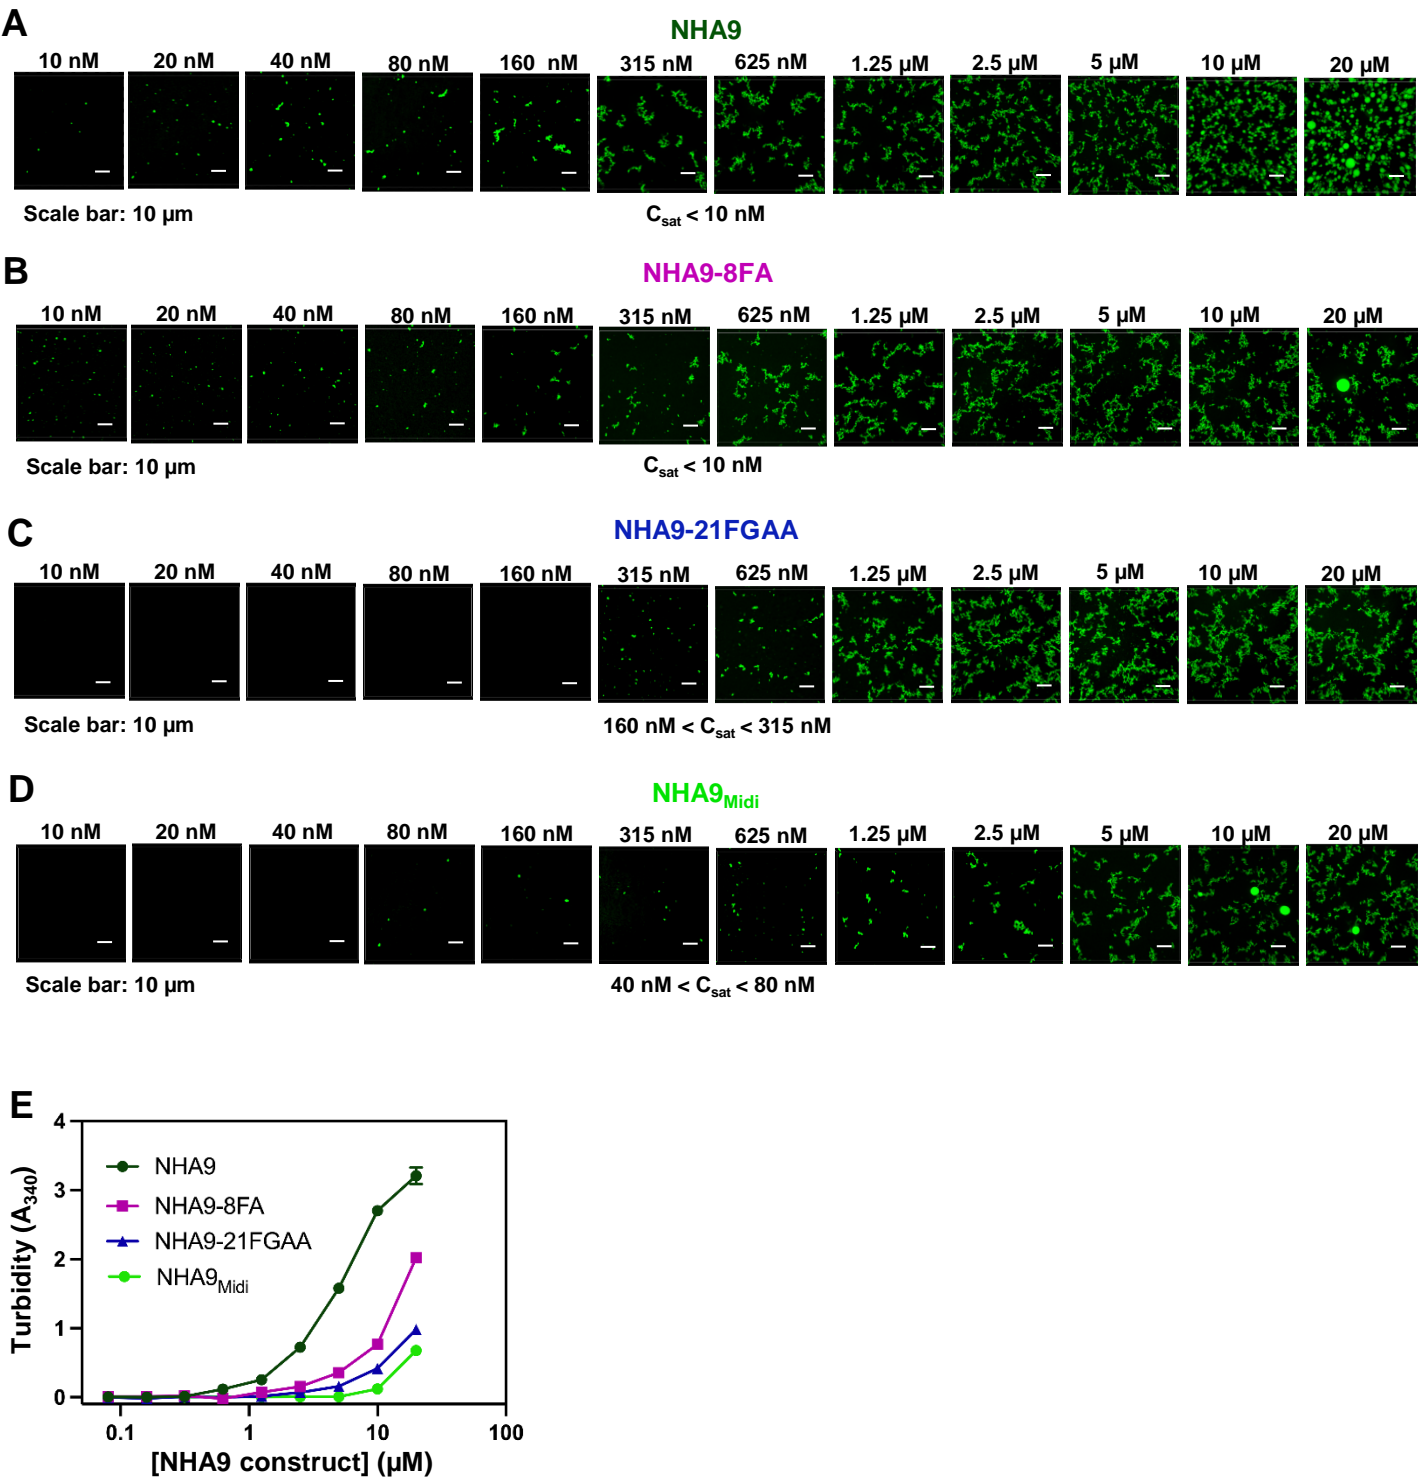 A
NHA9
10 nM 20 nM 40 nM 80 nM 160 nM 315 nM 625 nM 1.25 µM 2.5 µM 5 µM 10 µM 20 µM
Scale bar: 10 µm
Csat < 10 nM
B
NHA9-8FA
10 nM 20 nM 40 nM 80 nM 160 nM 315 nM 625 nM 1.25 µM 2.5 µM 5 µM 10 µM 20 µM
Scale bar: 10 µm
Csat < 10 nM
C
NHA9-21FGAA
10 nM 20 nM 40 nM 80 nM 160 nM 315 nM 625 nM 1.25 µM 2.5 µM 5 µM 10 µM 20 µM
Scale bar: 10 µm
160 nM < Csat < 315 nM
D
NHA9Midi
10 nM 20 nM 40 nM 80 nM 160 nM 315 nM 625 nM 1.25 µM 2.5 µM 5 µM 10 µM 20 µM
Scale bar: 10 µm
40 nM < Csat < 80 nM
E
Turbidity (A340)
4
3
2
1
0
NHA9
NHA9-8FA
NHA9-21FGAA
NHA9Midi
0.1 1 10 100
[NHA9 construct] (µM)